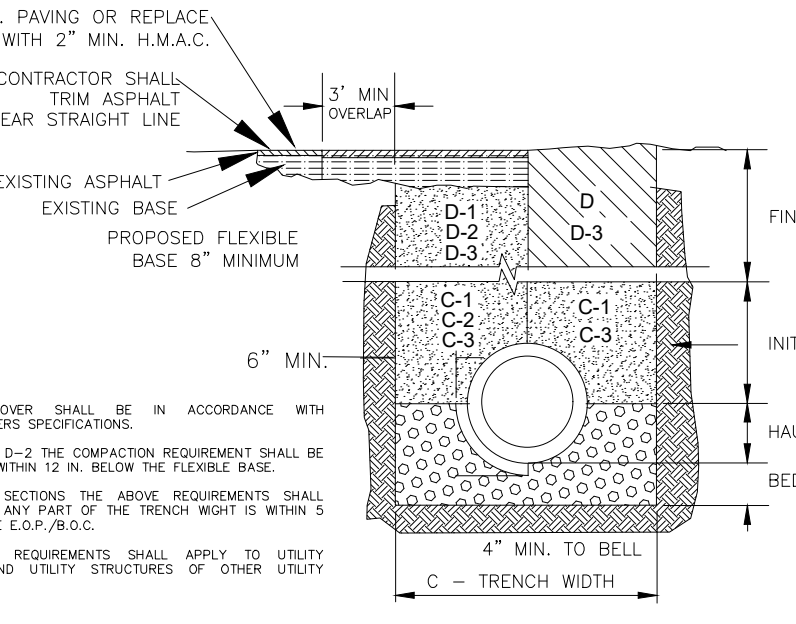 . PAVING OR REPLACE
WITH 2" MIN. H.M.A.C.
CONTRACTOR SHALL
TRIM ASPHALT
EAR STRAIGHT LINE
3' MIN
OVERLAP
EXISTING ASPHALT
EXISTING BASE
PROPOSED FLEXIBLE
BASE 8" MINIMUM
D-1
D-2
D-3
D
D-3
FIN
C-1
C-2
C-3
C-1
C-3
INIT
6" MIN.
HAU
BED
OVER SHALL BE IN ACCORDANCE WITH
ERS SPECIFICATIONS.
D-2 THE COMPACTION REQUIREMENT SHALL BE
WITHIN 12 IN. BELOW THE FLEXIBLE BASE.
SECTIONS THE ABOVE REQUIREMENTS SHALL
ANY PART OF THE TRENCH WIGHT IS WITHIN 5
E E.O.P./B.O.C.
REQUIREMENTS SHALL APPLY TO UTILITY
ND UTILITY STRUCTURES OF OTHER UTILITY
4" MIN. TO BELL
C - TRENCH WIDTH